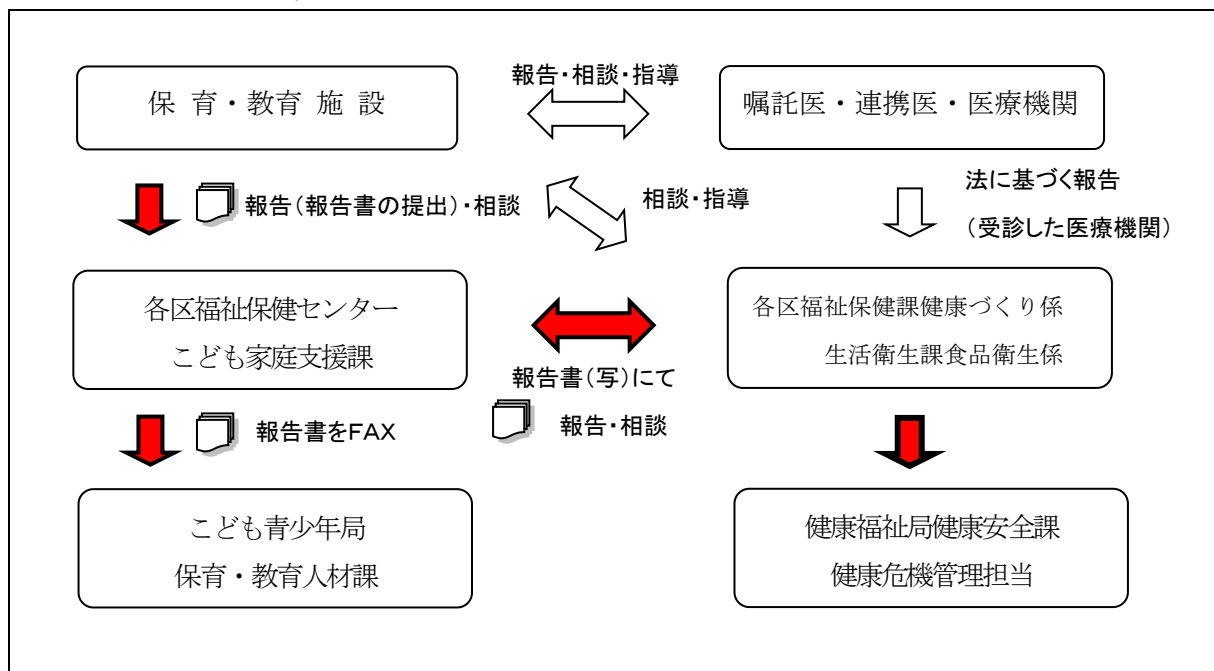 報告・相談・指導
保 育・教育 施 設
嘱託医・連携医・医療機関
報告（報告書の提出）・相談
相談・指導
法に基づく報告
（受診した医療機関）
各区福祉保健センター
こども家庭支援課
各区福祉保健課健康づくり係
生活衛生課食品衛生係
報告書（写）にて
報告・相談
報告書をFAX
こども青少年局
保育・教育人材課
健康福祉局健康安全課
健康危機管理担当